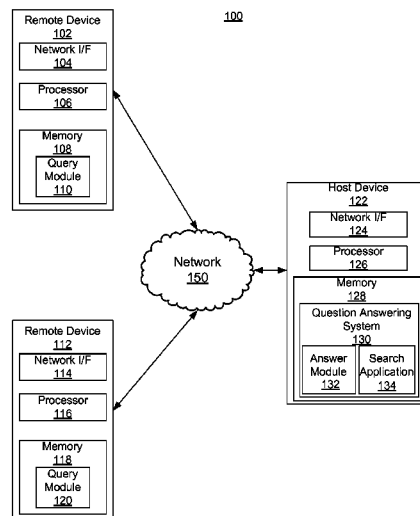 100
Remote Device
102
Network I/F
104
Processor
106
Memory
108
Query
Module
110
Network
150
Host Device
122
Network I/F
124
Processor
126
Memory
128
Question Answering
System
130
Answer
Module
132
Search
Application
134
Remote Device
112
Network I/F
114
Processor
116
Memory
118
Query
Module
120